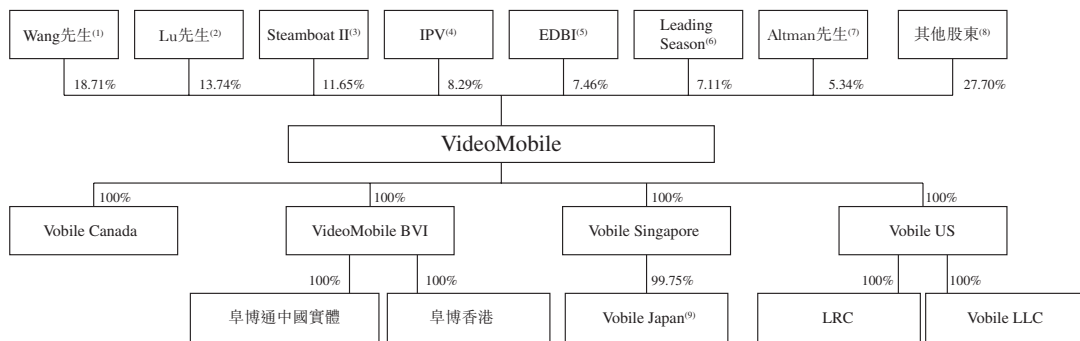 Wang先生(1)
Lu先生(2)
Steamboat II(3)
IPV(4)
EDBI(5)
Leading
Season(6)
Altman先生(7)
其他股東(8)
18.71%
13.74%
11.65%
8.29%
7.46%
7.11%
5.34%
27.70%
VideoMobile
100%
100%
100%
100%
Vobile Canada
VideoMobile BVI
Vobile Singapore
Vobile US
100%
100%
99.75%
100%
100%
阜博通中國實體
阜博香港
Vobile Japan(9)
LRC
Vobile LLC